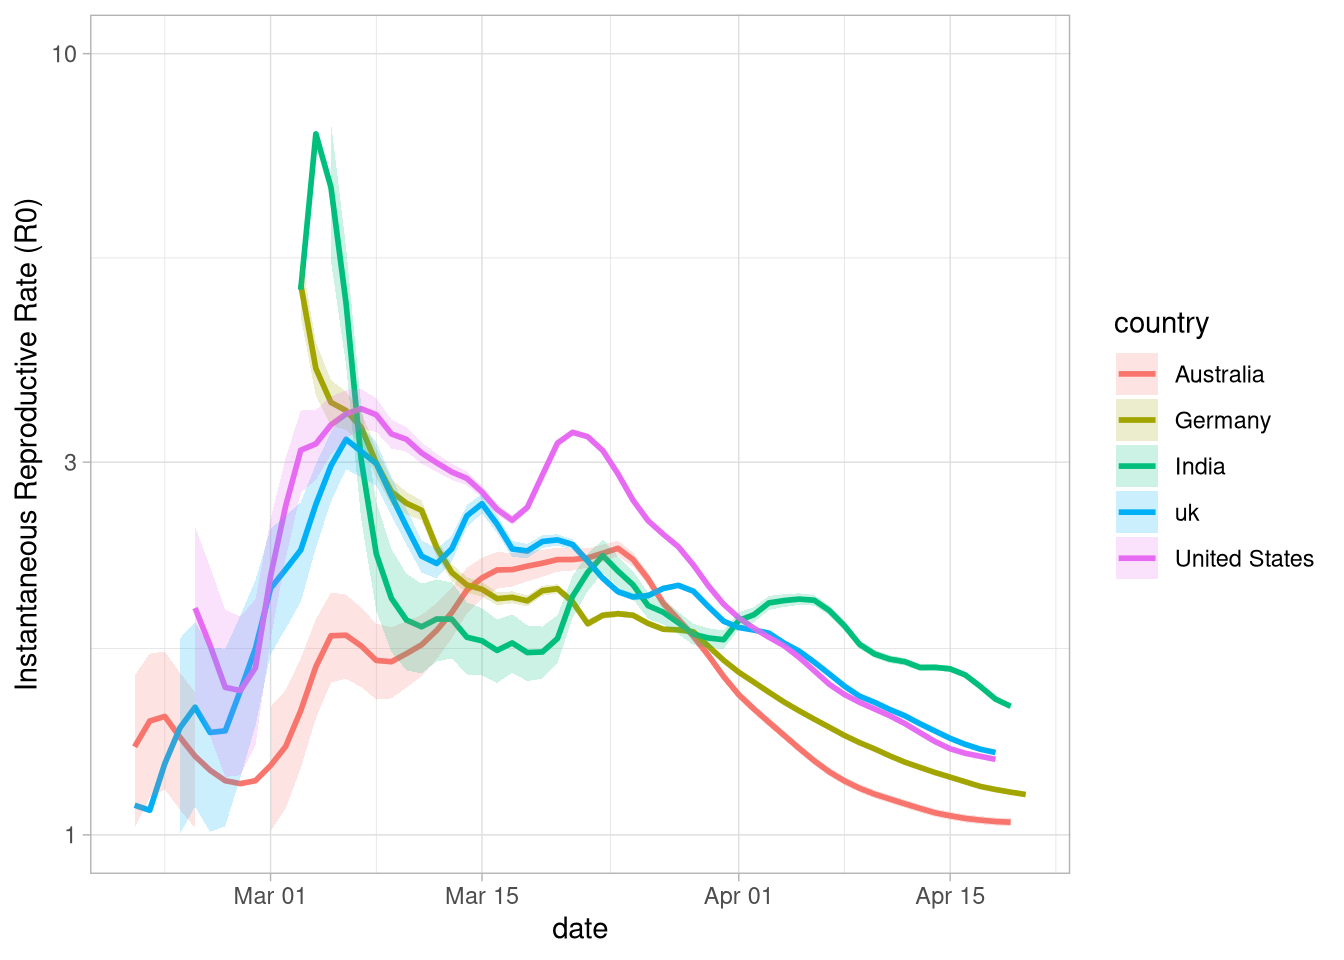 Instantaneous Reproductive Rate (R0)
10
3
1
Mar 01
Mar 15
Apr 01
Apr 15
date
country
Australia
Germany
India
uk
United States